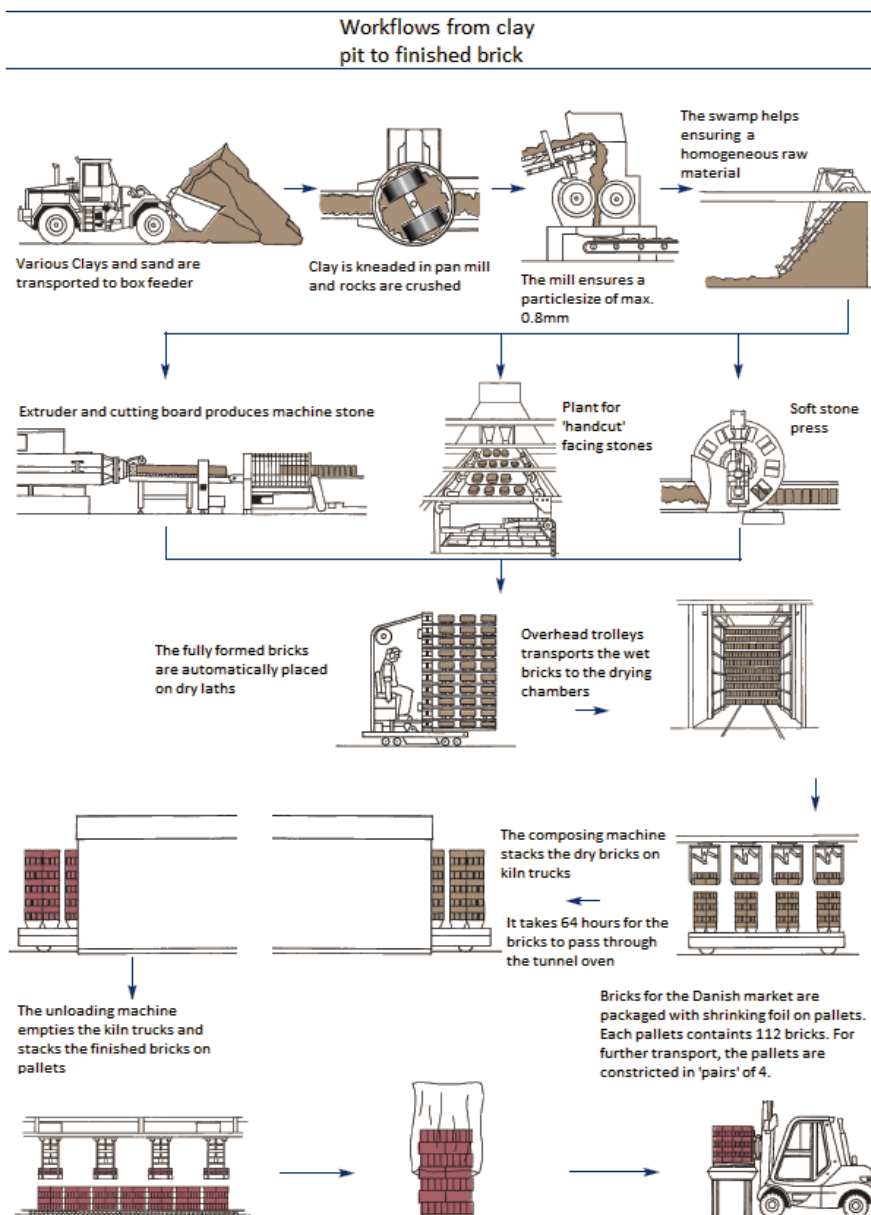 Workflows from clay
pit to finished brick
The swamp helps
ensuring a
homogeneous raw
material
Various Clays and sand are
transported to box feeder
Clay is kneaded in pan mill
and rocks are crushed
The mill ensures a
particlesize of max.
0.8mm
Extruder and cutting board produces machine stone
Plant for
'handcut'
facing stones
Soft stone
press
The fully formed bricks
are automatically placed
on dry laths
Overhead trolleys
transports the wet
bricks to the drying
chambers
The composing machine
stacks the dry bricks on
kiln trucks
It takes 64 hours for the
bricks to pass through
the tunnel oven
The unloading machine
empties the kiln trucks and
stacks the finished bricks on
pallets
Bricks for the Danish market are
packaged with shrinking foil on pallets.
Each pallets containts 112 bricks. For
further transport, the pallets are
constricted in 'pairs' of 4.